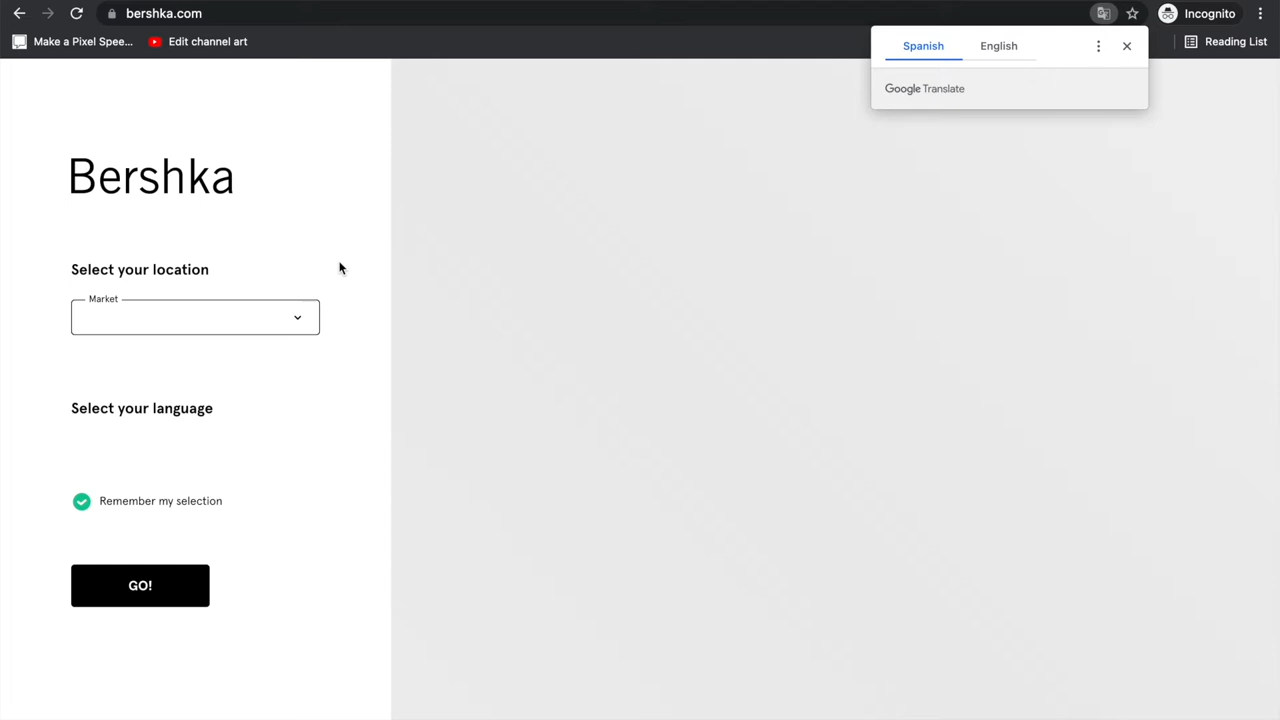 bershka.com
Incognito
Make a Pixel Spee...
Edit channel art
Reading List
Spanish
English
Google Translate
Bershka
Select your location
Market
Select your language
Remember my selection
GO!